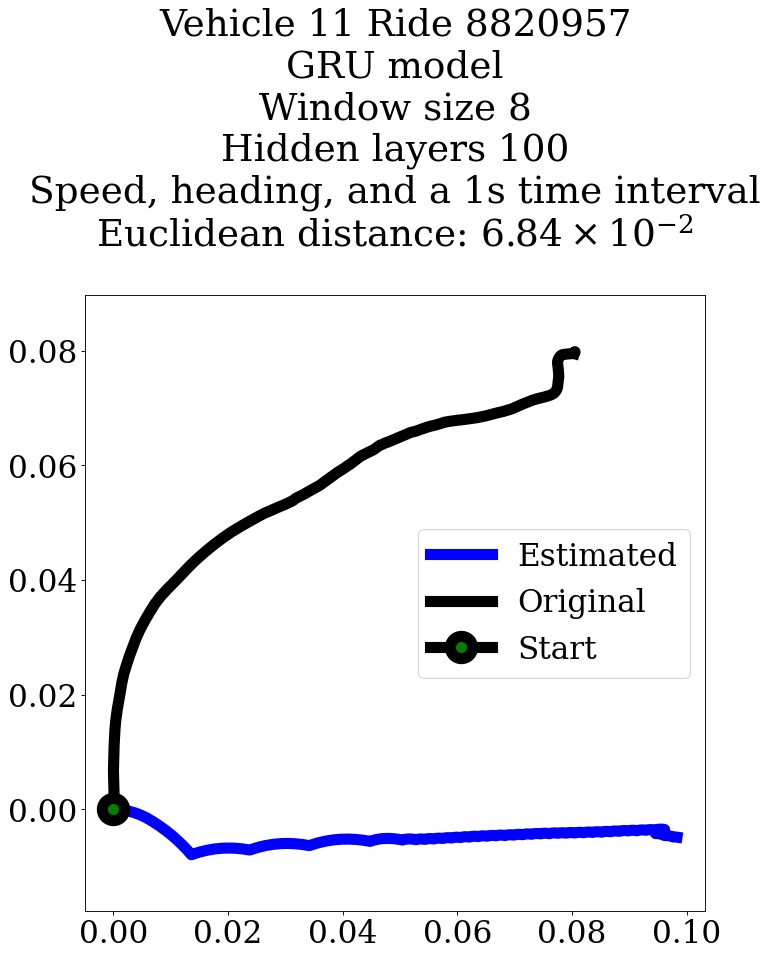 Vehicle 11 Ride 8820957
GRU model
Window size 8
Hidden layers 100
Speed, heading, and a 1s time interval
Euclidean distance: 6.84 × 10⁻²
0.08
0.06
0.04
0.02
0.00
Estimated
Original
Start
0.00 0.02 0.04 0.06 0.08 0.10